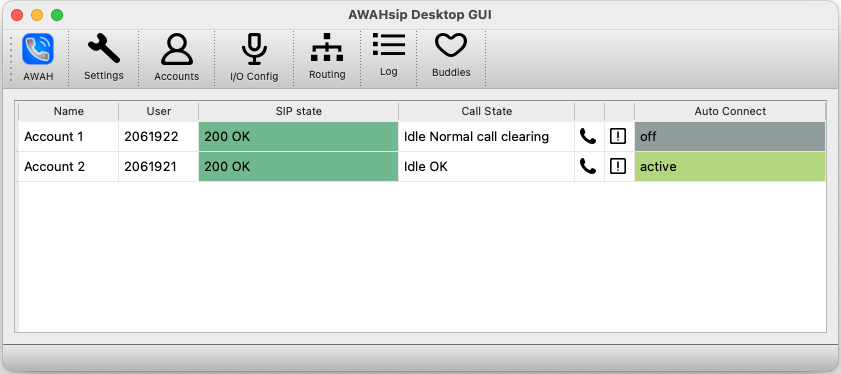 AWAHsip Desktop GUI
AWAH Settings Accounts I/O Config Routing Log Buddies
Name User SIP state Call State Auto Connect
Account 1 2061922 200 OK Idle Normal call clearing off
Account 2 2061921 200 OK Idle OK active